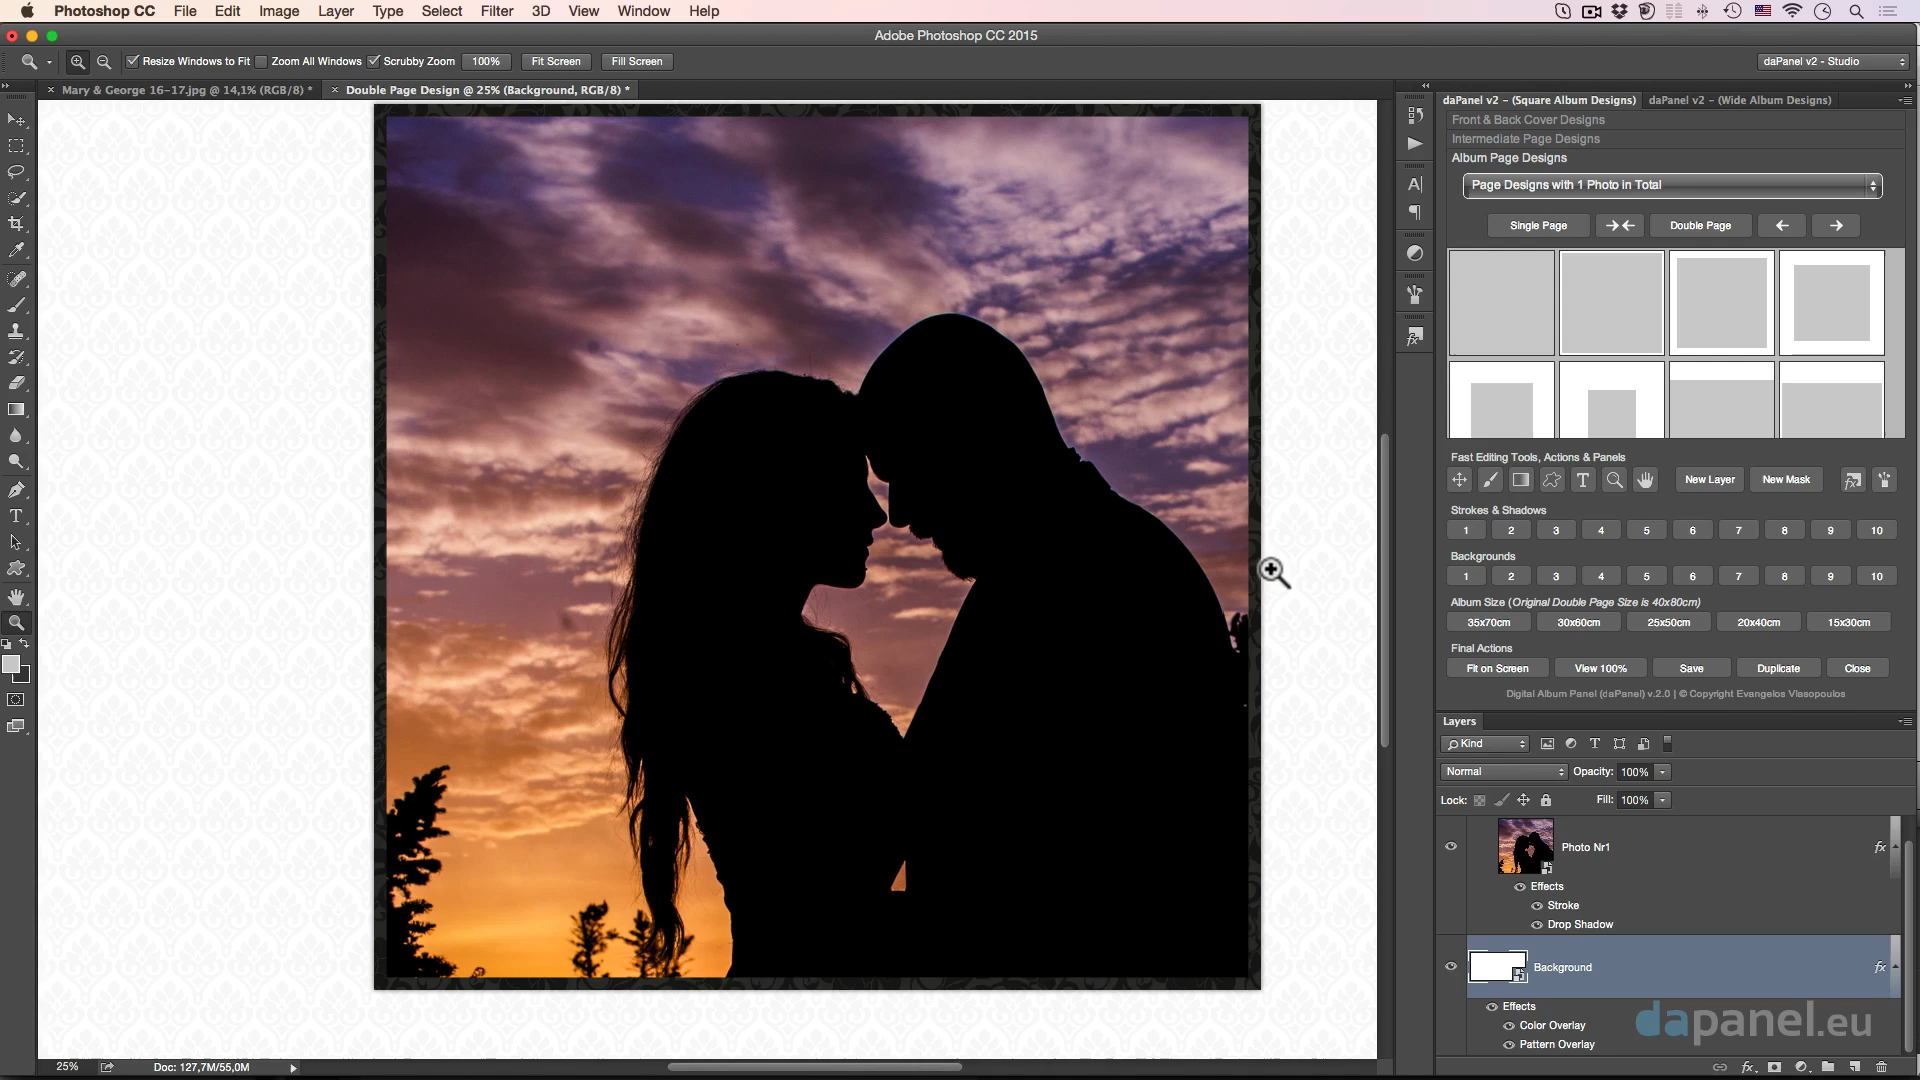 Photoshop CC File Edit Image Layer Type Select Filter 3D View Window Help
Adobe Photoshop CC 2015
Resize Windows to Fit Zoom All Windows Scrubby Zoom 100% Fit Screen Fill Screen daPanel v2 - Studio
Mary & George 16-17.jpg @ 14,1% (RGB/8) * Double Page Design @ 25% (Background, RGB/8) *
daPanel v2 - (Square Album Designs) daPanel v2 - (Wide Album Designs)
Front & Back Cover Designs
Intermediate Page Designs
Album Page Designs
Page Designs with 1 Photo in Total
Single Page Double Page
Fast Editing Tools, Actions & Panels
T New Layer New Mask fx
Strokes & Shadows
1 2 3 4 5 6 7 8 9 10
Backgrounds
1 2 3 4 5 6 7 8 9 10
Album Size (Original Double Page Size is 40x80cm)
35x70cm 30x60cm 25x50cm 20x40cm 15x30cm
Final Actions
Fit on Screen View 100% Save Duplicate Close
Digital Album Panel (daPanel) v.2.0 | © Copyright Evangelos Vlasopoulos
Layers
Kind T
Normal Opacity: 100%
Lock: Fill: 100%
Photo Nr1 fx
Effects
Stroke
Drop Shadow
Background fx
Effects
Color Overlay
Pattern Overlay
dapanel.eu
25% Doc: 127,7M/55,0M fx